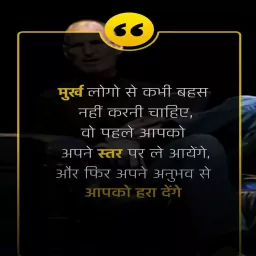 मुर्ख लोगो से कभी बहस
नहीं करनी चाहिए,
वो पहले आपको
अपने स्तर पर ले आयेंगे,
और फिर अपने अनुभव से
आपको हरा देंगे